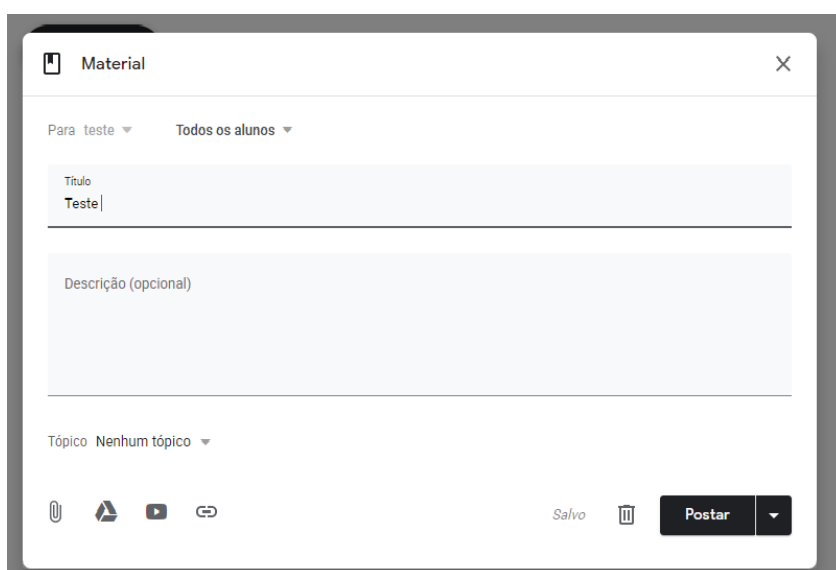 Material
Para teste Todos os alunos
Título
Teste
Descrição (opcional)
Tópico Nenhum tópico
Salvo Postar